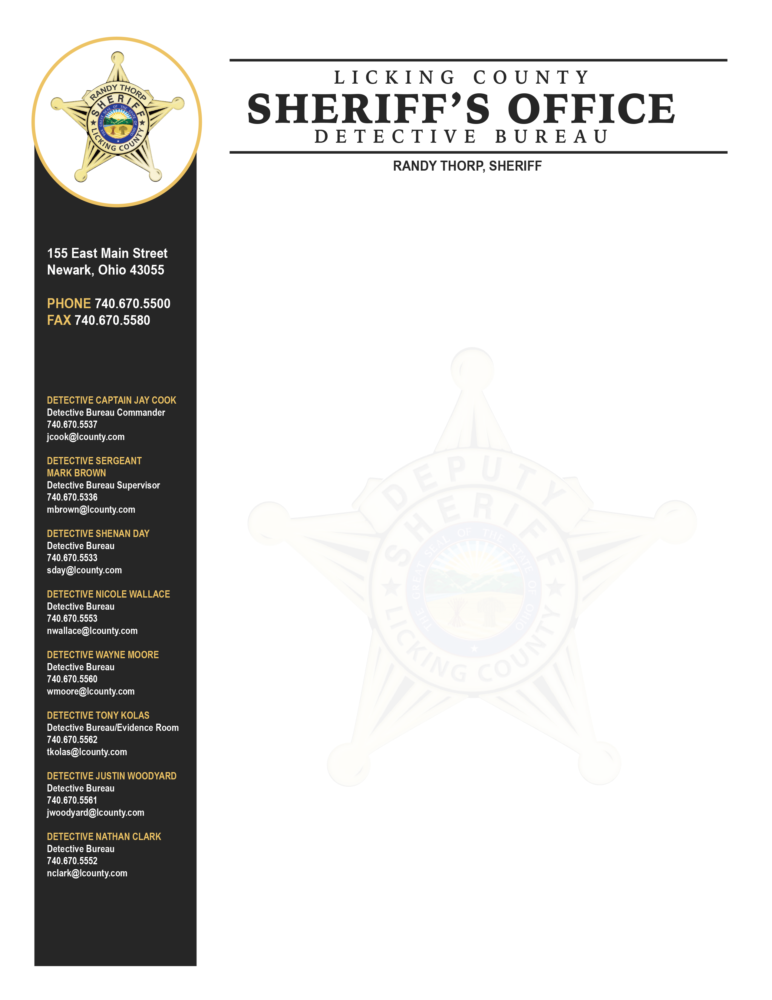 RANDY THORP
SHERIFF
THE GREAT SEAL OF THE STATE OF OHIO
LICKING COUNTY
LICKING COUNTY
SHERIFF’S OFFICE
DETECTIVE BUREAU
RANDY THORP, SHERIFF
155 East Main Street
Newark, Ohio 43055
PHONE 740.670.5500
FAX 740.670.5580
DETECTIVE CAPTAIN JAY COOK
Detective Bureau Commander
740.670.5537
jcook@lcounty.com
DETECTIVE SERGEANT
MARK BROWN
Detective Bureau Supervisor
740.670.5336
mbrown@lcounty.com
DETECTIVE SHENAN DAY
Detective Bureau
740.670.5533
sday@lcounty.com
DETECTIVE NICOLE WALLACE
Detective Bureau
740.670.5553
nwallace@lcounty.com
DETECTIVE WAYNE MOORE
Detective Bureau
740.670.5560
wmoore@lcounty.com
DETECTIVE TONY KOLAS
Detective Bureau/Evidence Room
740.670.5562
tkolas@lcounty.com
DETECTIVE JUSTIN WOODYARD
Detective Bureau
740.670.5561
jwoodyard@lcounty.com
DETECTIVE NATHAN CLARK
Detective Bureau
740.670.5552
nclark@lcounty.com
DEPUTY
SHERIFF
THE GREAT SEAL OF THE STATE OF OHIO
LICKING COUNTY